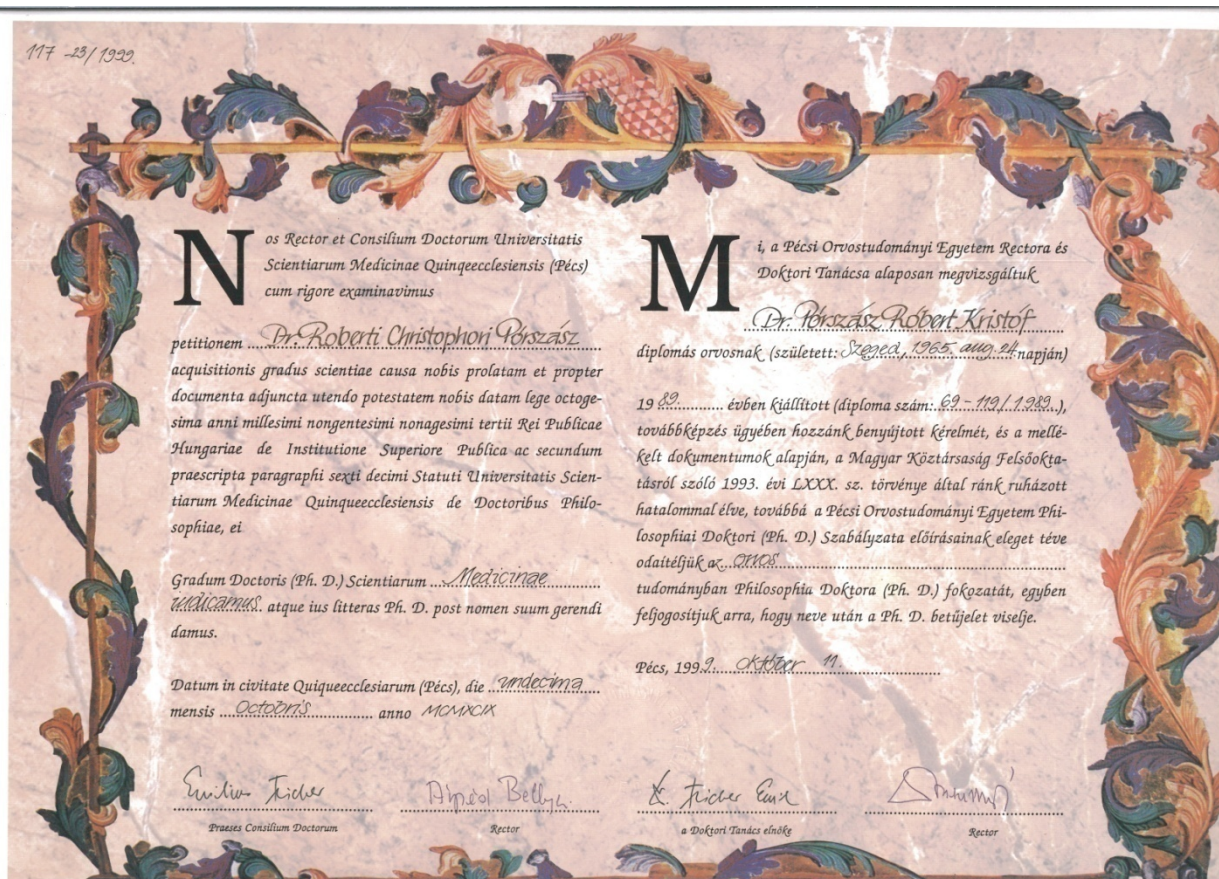 117 -23/1999.
Nos Rector et Consilium Doctorum Universitatis
Scientiarum Medicinae Quinqeecclesiensis (Pécs)
cum rigore examinavimus
petitionem Dr. Roberti Christophori Pórszász
acquisitionis gradus scientiae causa nobis prolatam et propter
documenta adjuncta utendo potestatem nobis datam lege octoge-
sima anni millesimi nongentesimi nonagesimi tertii Rei Publicae
Hungariae de Institutione Superiore Publica ac secundum
praescripta paragraphi sexti decimi Statuti Universitatis Scien-
tiarum Medicinae Quinqueecclesiensis de Doctoribus Philo-
sophiae, ei
Gradum Doctoris (Ph. D.) Scientiarum Medicinae
iudicamus atque ius litteras Ph. D. post nomen suum gerendi
damus.
Datum in civitate Quiqueecclesiarum (Pécs), die undecima
mensis Octobris anno MCMXCIX
Praeses Consilium Doctorum
Rector
Mi, a Pécsi Orvostudományi Egyetem Rectora és
Doktori Tanácsa alaposan megvizsgáltuk
Dr. Pórszász Róbert Kristóf
diplomás orvosnak (született: Szeged, 1965. aug. 24. napján)
1989. évben kiállított (diploma szám: 69-119/1989.),
továbbképzés ügyében hozzánk benyújtott kérelmét, és a mellé-
kelt dokumentumok alapján, a Magyar Köztársaság Felsőokta-
tásról szóló 1993. évi LXXX. sz. törvénye által ránk ruházott
hatalommal élve, továbbá a Pécsi Orvostudományi Egyetem Phi-
losophiai Doktori (Ph. D.) Szabályzata előírásainak eleget téve
odaítéljük az orvos
tudományban Philosophia Doktora (Ph. D.) fokozatát, egyben
feljogosítjuk arra, hogy neve után a Ph. D. betűjelet viselje.
Pécs, 1999. október 11.
a Doktori Tanács elnöke
Rector